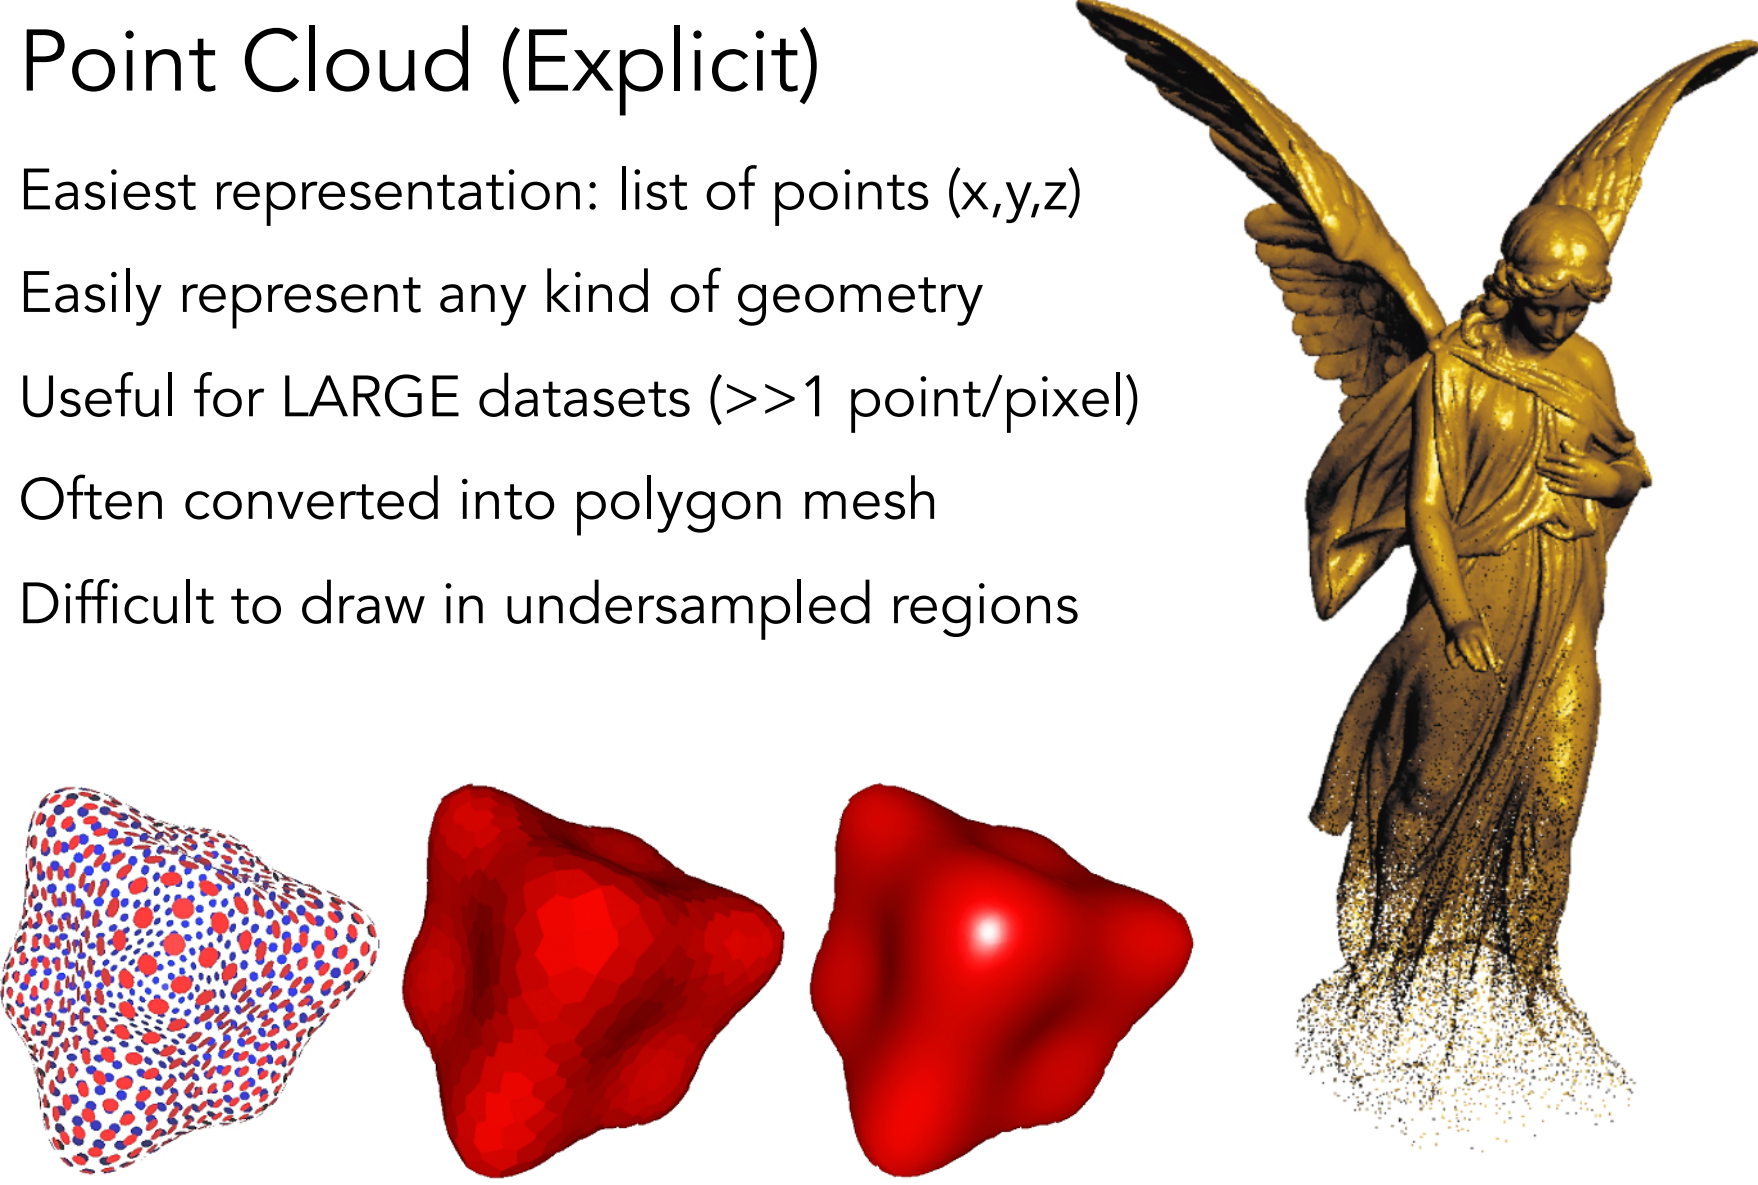 Point Cloud (Explicit)
Easiest representation: list of points (x,y,z)
Easily represent any kind of geometry
Useful for LARGE datasets (>>1 point/pixel)
Often converted into polygon mesh
Difficult to draw in undersampled regions